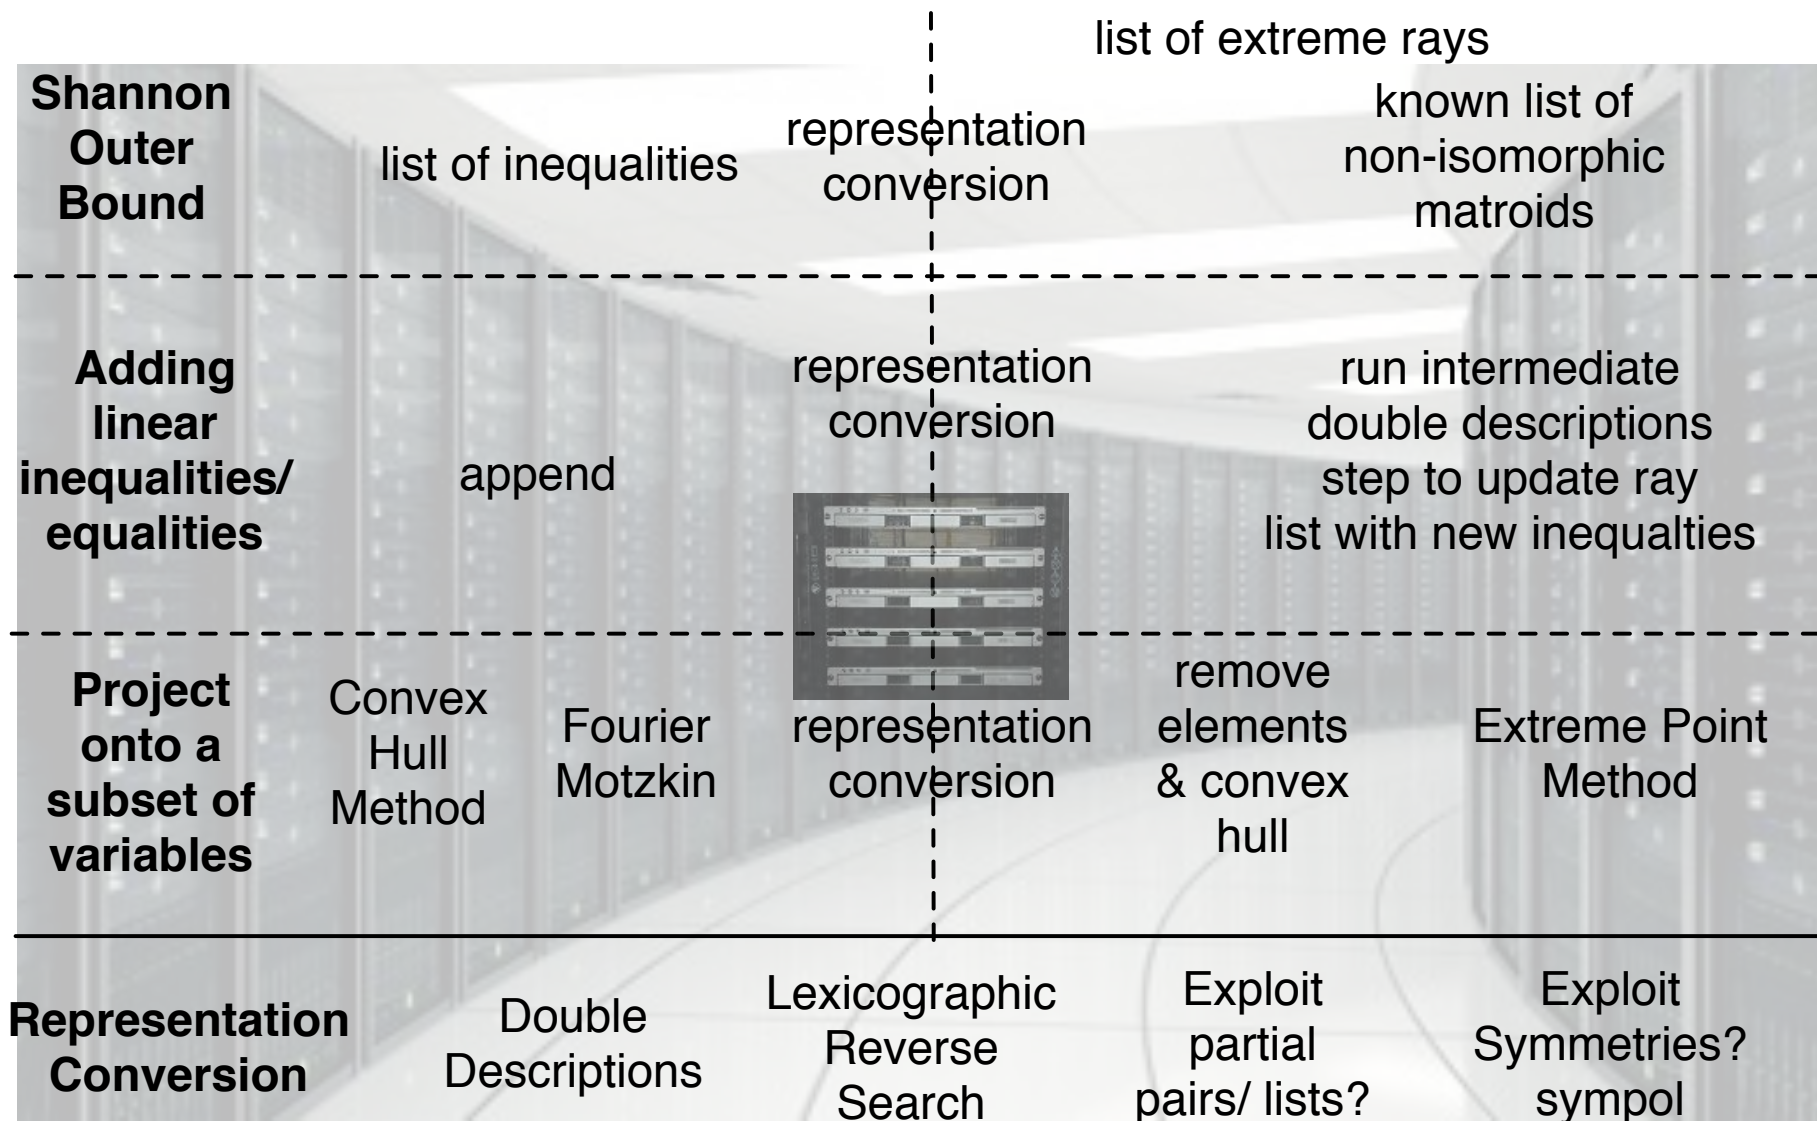 list of extreme rays
Shannon
Outer
Bound
list of inequalities
representation
conversion
known list of
non-isomorphic
matroids
Adding
linear
inequalities/
equalities
append
representation
conversion
run intermediate
double descriptions
step to update ray
list with new inequalties
Project
onto a
subset of
variables
Convex
Hull
Method
Fourier
Motzkin
representation
conversion
remove
elements
& convex
hull
Extreme Point
Method
Representation
Conversion
Double
Descriptions
Lexicographic
Reverse
Search
Exploit
partial
pairs/ lists?
Exploit
Symmetries?
sympol